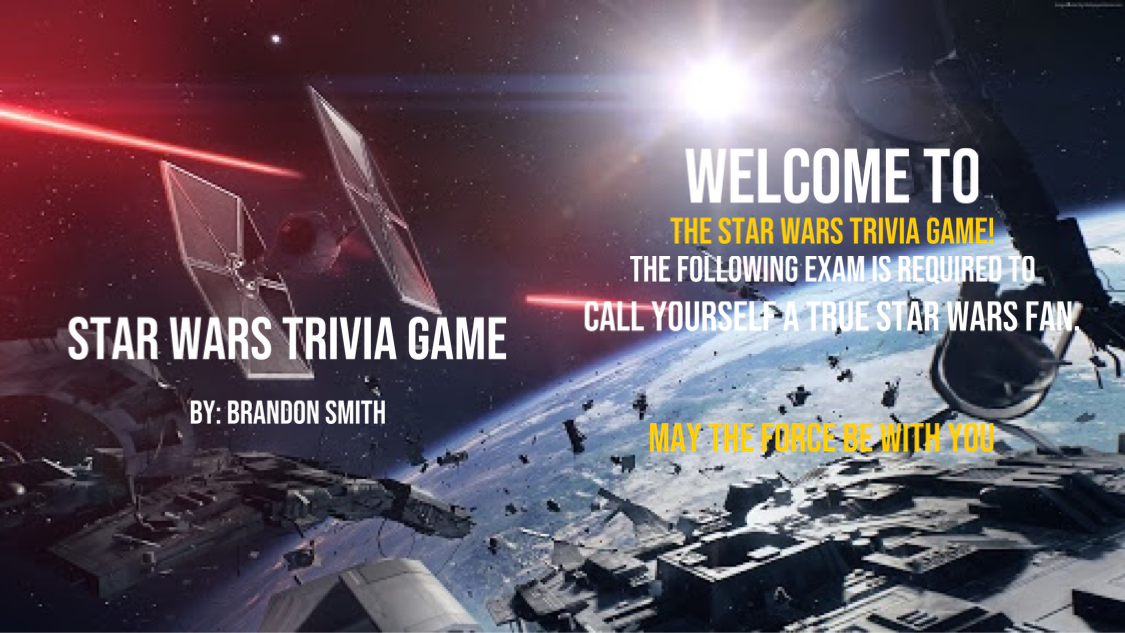 STAR WARS TRIVIA GAME
BY: BRANDON SMITH
WELCOME TO
THE STAR WARS TRIVIA GAME!
THE FOLLOWING EXAM IS REQUIRED TO
CALL YOURSELF A TRUE STAR WARS FAN.
MAY THE FORCE BE WITH YOU